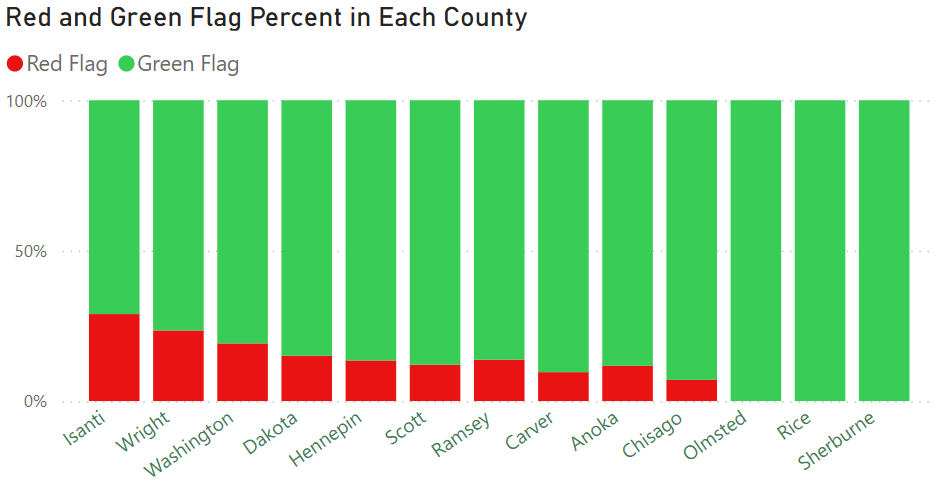 Red and Green Flag Percent in Each County
Red Flag Green Flag
100%
50%
0%
Isanti
Wright
Washington
Dakota
Hennepin
Scott
Ramsey
Carver
Anoka
Chisago
Olmsted
Rice
Sherburne